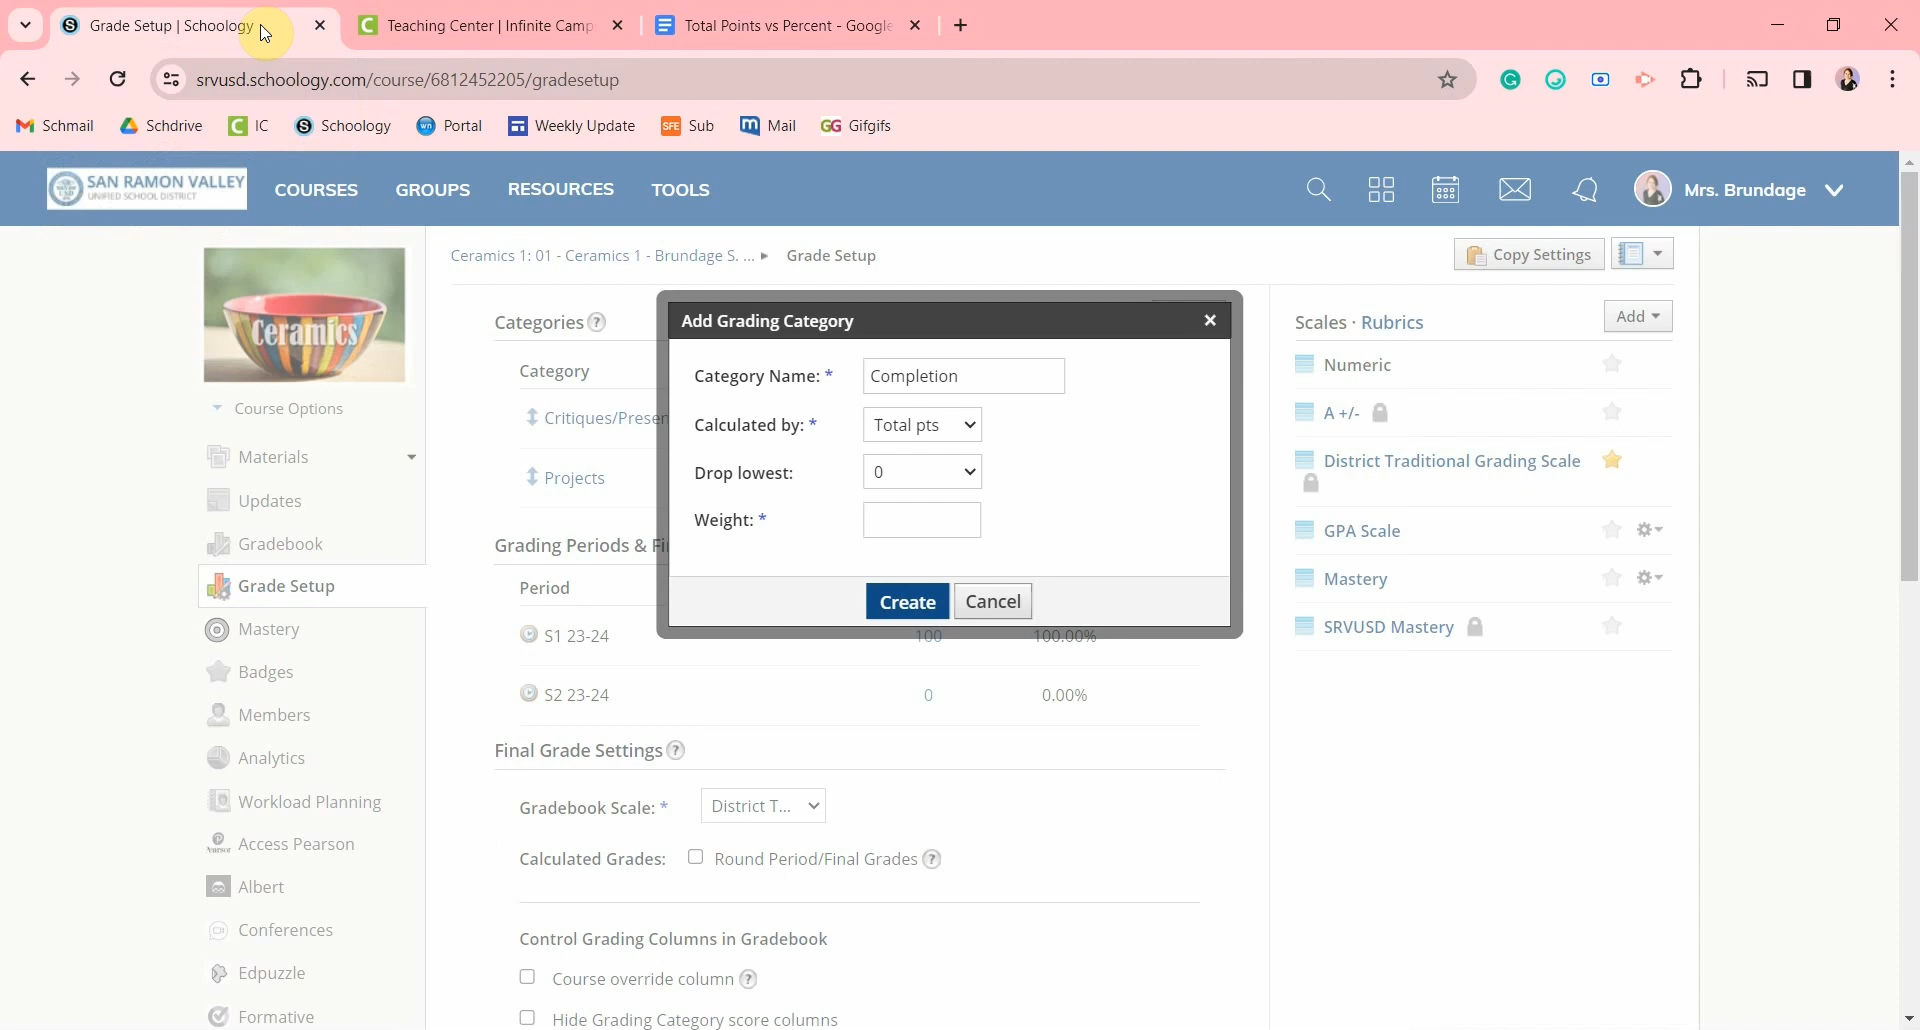 Grade Setup | Schoology
Teaching Center | Infinite Camp
Total Points vs Percent - Google
srvusd.schoology.com/course/6812452205/gradesetup
Schmail Schdrive IC Schoology Portal Weekly Update Sub Mail Gifgifs
SAN RAMON VALLEY
UNIFIED SCHOOL DISTRICT
COURSES GROUPS RESOURCES TOOLS
Mrs. Brundage
Ceramics
Course Options
Materials
Updates
Gradebook
Grade Setup
Mastery
Badges
Members
Analytics
Workload Planning
Access Pearson
Albert
Conferences
Edpuzzle
Formative
Ceramics 1: 01 - Ceramics 1 - Brundage S. ... ▸ Grade Setup
Copy Settings
Categories ?
Category
Critiques/Presen
Projects
Grading Periods & Fi
Period
S1 23-24 100 100.00%
S2 23-24 0 0.00%
Final Grade Settings ?
Gradebook Scale: * District T...
Calculated Grades: Round Period/Final Grades ?
Control Grading Columns in Gradebook
Course override column ?
Hide Grading Category score columns
Add Grading Category ×
Category Name: * Completion
Calculated by: * Total pts
Drop lowest: 0
Weight: *
Create Cancel
Scales · Rubrics
Add
Numeric
A +/-
District Traditional Grading Scale
GPA Scale
Mastery
SRVUSD Mastery